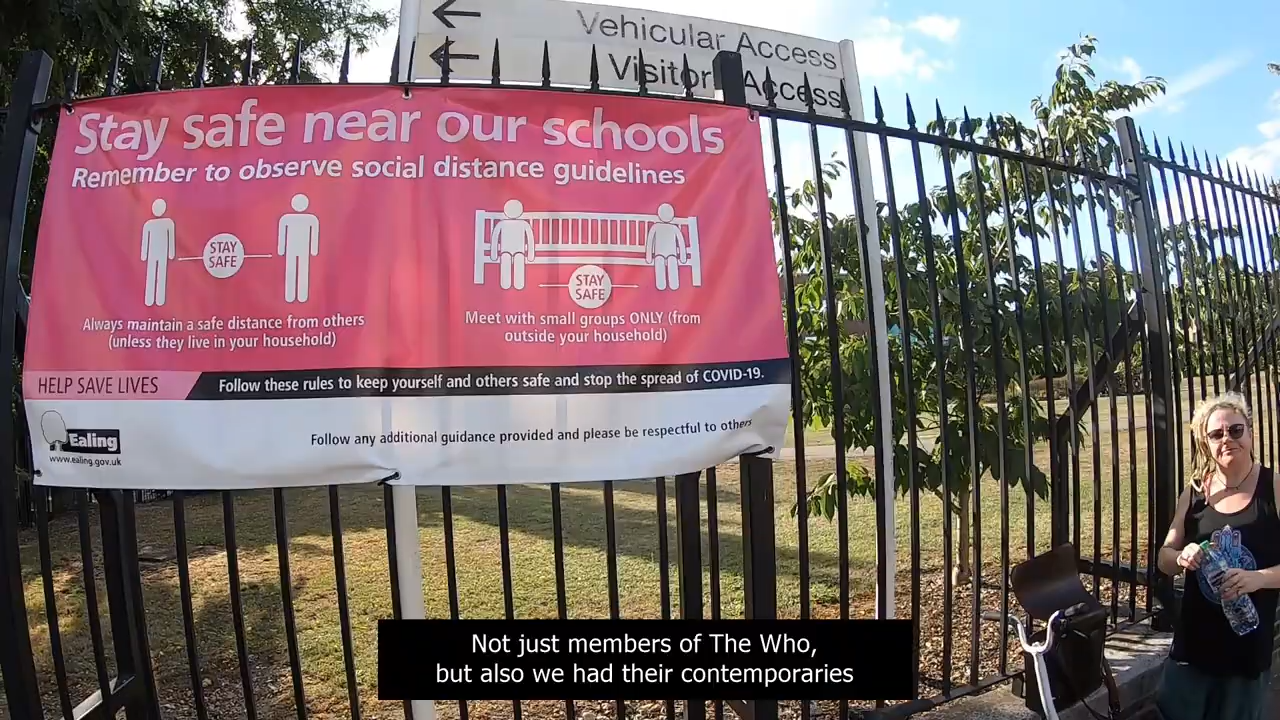 Vehicular Access
Visitor Access
Stay safe near our schools
Remember to observe social distance guidelines
STAY
SAFE
STAY
SAFE
Always maintain a safe distance from others
(unless they live in your household)
Meet with small groups ONLY (from
outside your household)
HELP SAVE LIVES
Follow these rules to keep yourself and others safe and stop the spread of COVID-19.
Ealing
www.ealing.gov.uk
Follow any additional guidance provided and please be respectful to others
Not just members of The Who,
but also we had their contemporaries